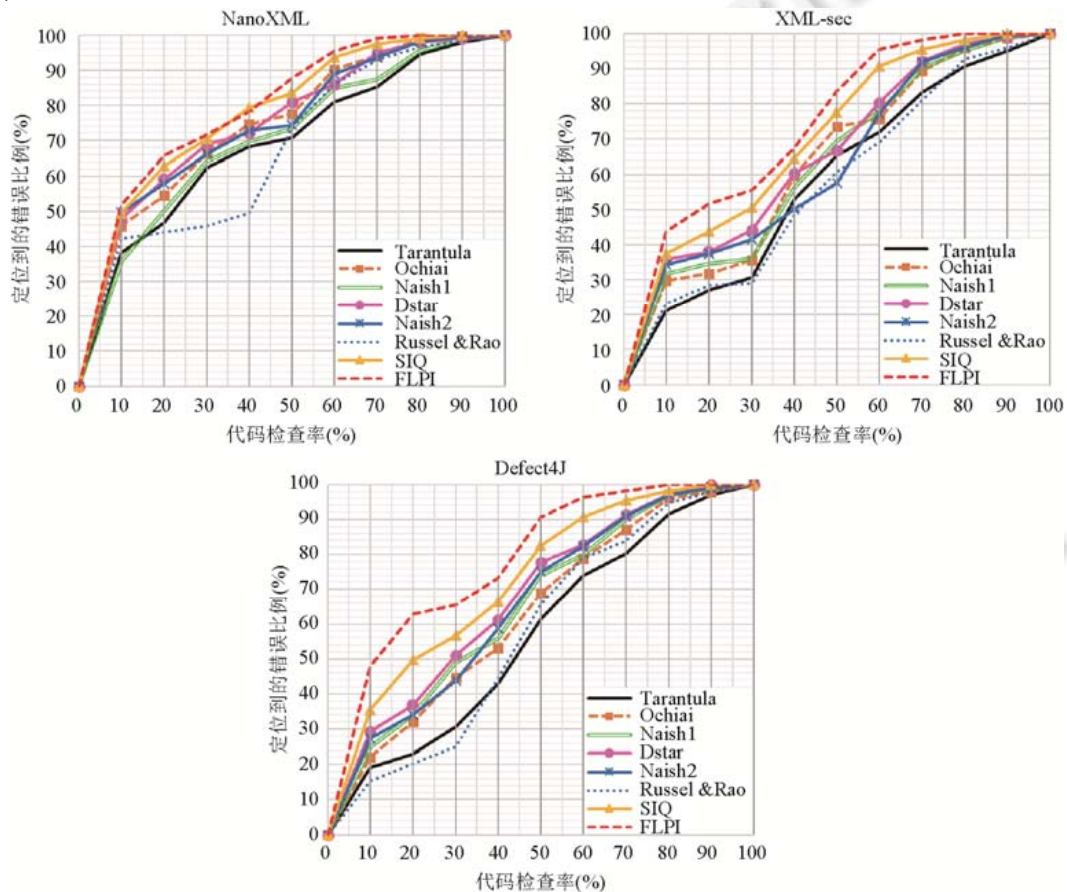 NanoXML
定位到的错误比例(%)
100
90
80
70
60
50
40
30
20
10
0
Tarantula
Ochiai
Naish1
Dstar
Naish2
Russel &Rao
SIQ
FLPI
0 10 20 30 40 50 60 70 80 90 100
代码检查率(%)
XML-sec
定位到的错误比例(%)
100
90
80
70
60
50
40
30
20
10
0
Tarantula
Ochiai
Naish1
Dstar
Naish2
Russel &Rao
SIQ
FLPI
0 10 20 30 40 50 60 70 80 90 100
代码检查率(%)
Defect4J
定位到的错误比例(%)
100
90
80
70
60
50
40
30
20
10
0
Tarantula
Ochiai
Naish1
Dstar
Naish2
Russel &Rao
SIQ
FLPI
0 10 20 30 40 50 60 70 80 90 100
代码检查率(%)